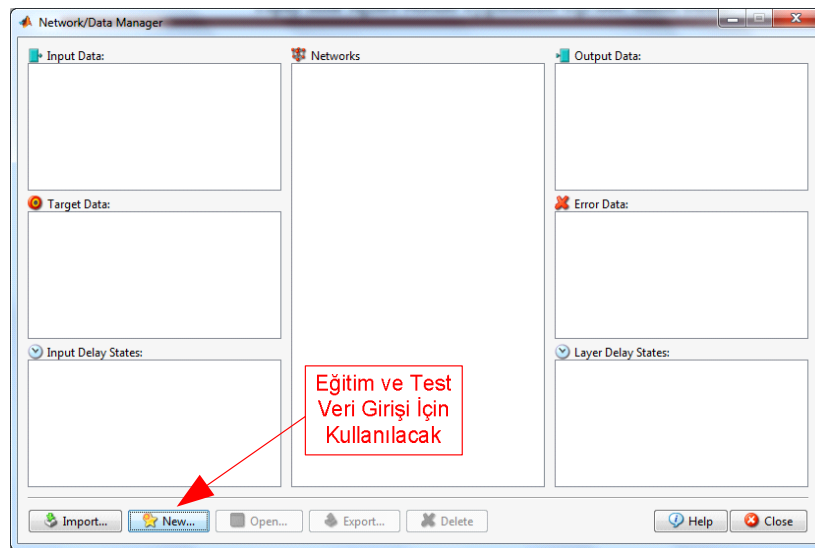 Network/Data Manager
Input Data:
Networks
Output Data:
Target Data:
Error Data:
Input Delay States:
Layer Delay States:
Eğitim ve Test
Veri Girişi İçin
Kullanılacak
Import...
New...
Open...
Export...
Delete
Help
Close